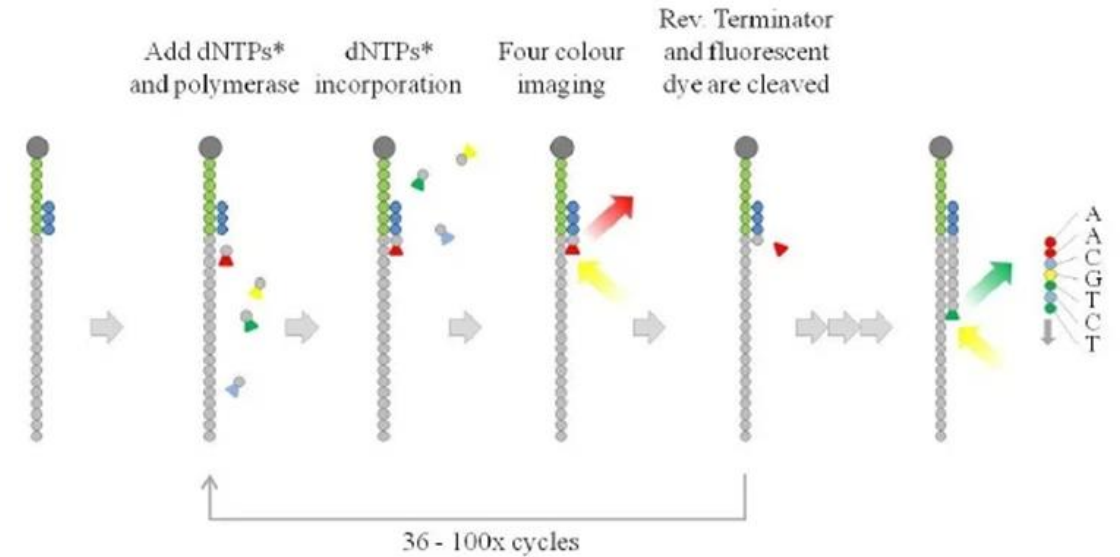 Add dNTPs*
and polymerase
dNTPs*
incorporation
Four colour
imaging
Rev. Terminator
and fluorescent
dye are cleaved
A
A
C
G
T
C
T
36 - 100x cycles